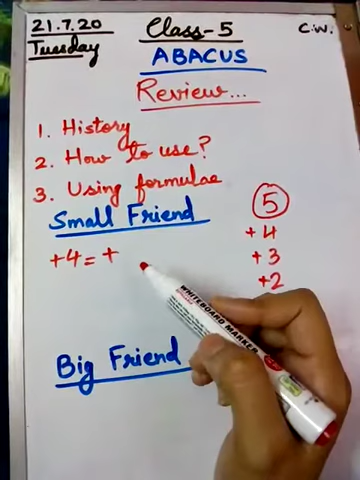 21.7.20 Class-5 C.W.
Tuesday
ABACUS
Review...
1. History
2. How to use?
3. Using formulae
Small Friend
5
+4
+4= +
+3
+2
WHITEBOARD MARKER
Big Friend